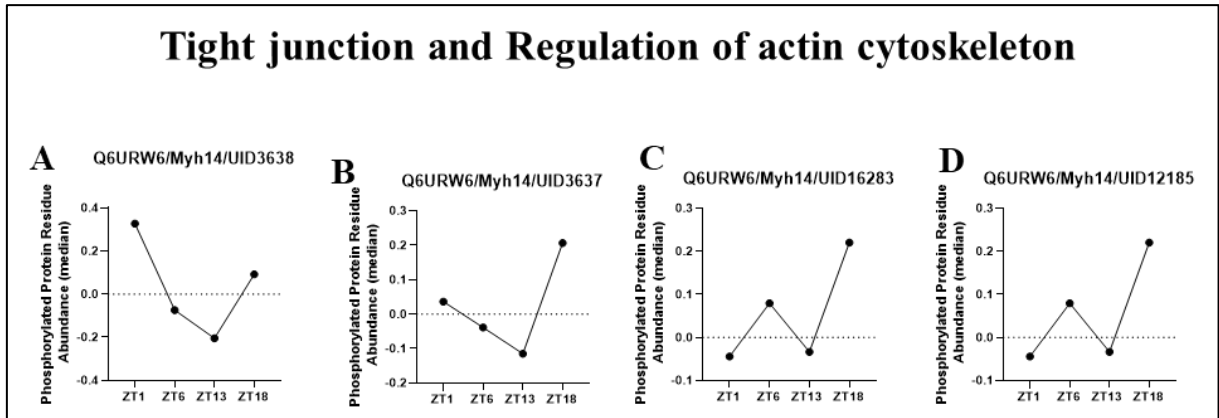 Tight junction and Regulation of actin cytoskeleton
A
Q6URW6/Myh14/UID3638
Phosphorylated Protein Residue
Abundance (median)
0.4
0.2
0.0
-0.2
-0.4
ZT1 ZT6 ZT13 ZT18
B
Q6URW6/Myh14/UID3637
Phosphorylated Protein Residue
Abundance (median)
0.3
0.2
0.1
0.0
-0.1
-0.2
ZT1 ZT6 ZT13 ZT18
C
Q6URW6/Myh14/UID16283
Phosphorylated Protein Residue
Abundance (median)
0.3
0.2
0.1
0.0
-0.1
ZT1 ZT6 ZT13 ZT18
D
Q6URW6/Myh14/UID12185
Phosphorylated Protein Residue
Abundance (median)
0.3
0.2
0.1
0.0
-0.1
ZT1 ZT6 ZT13 ZT18